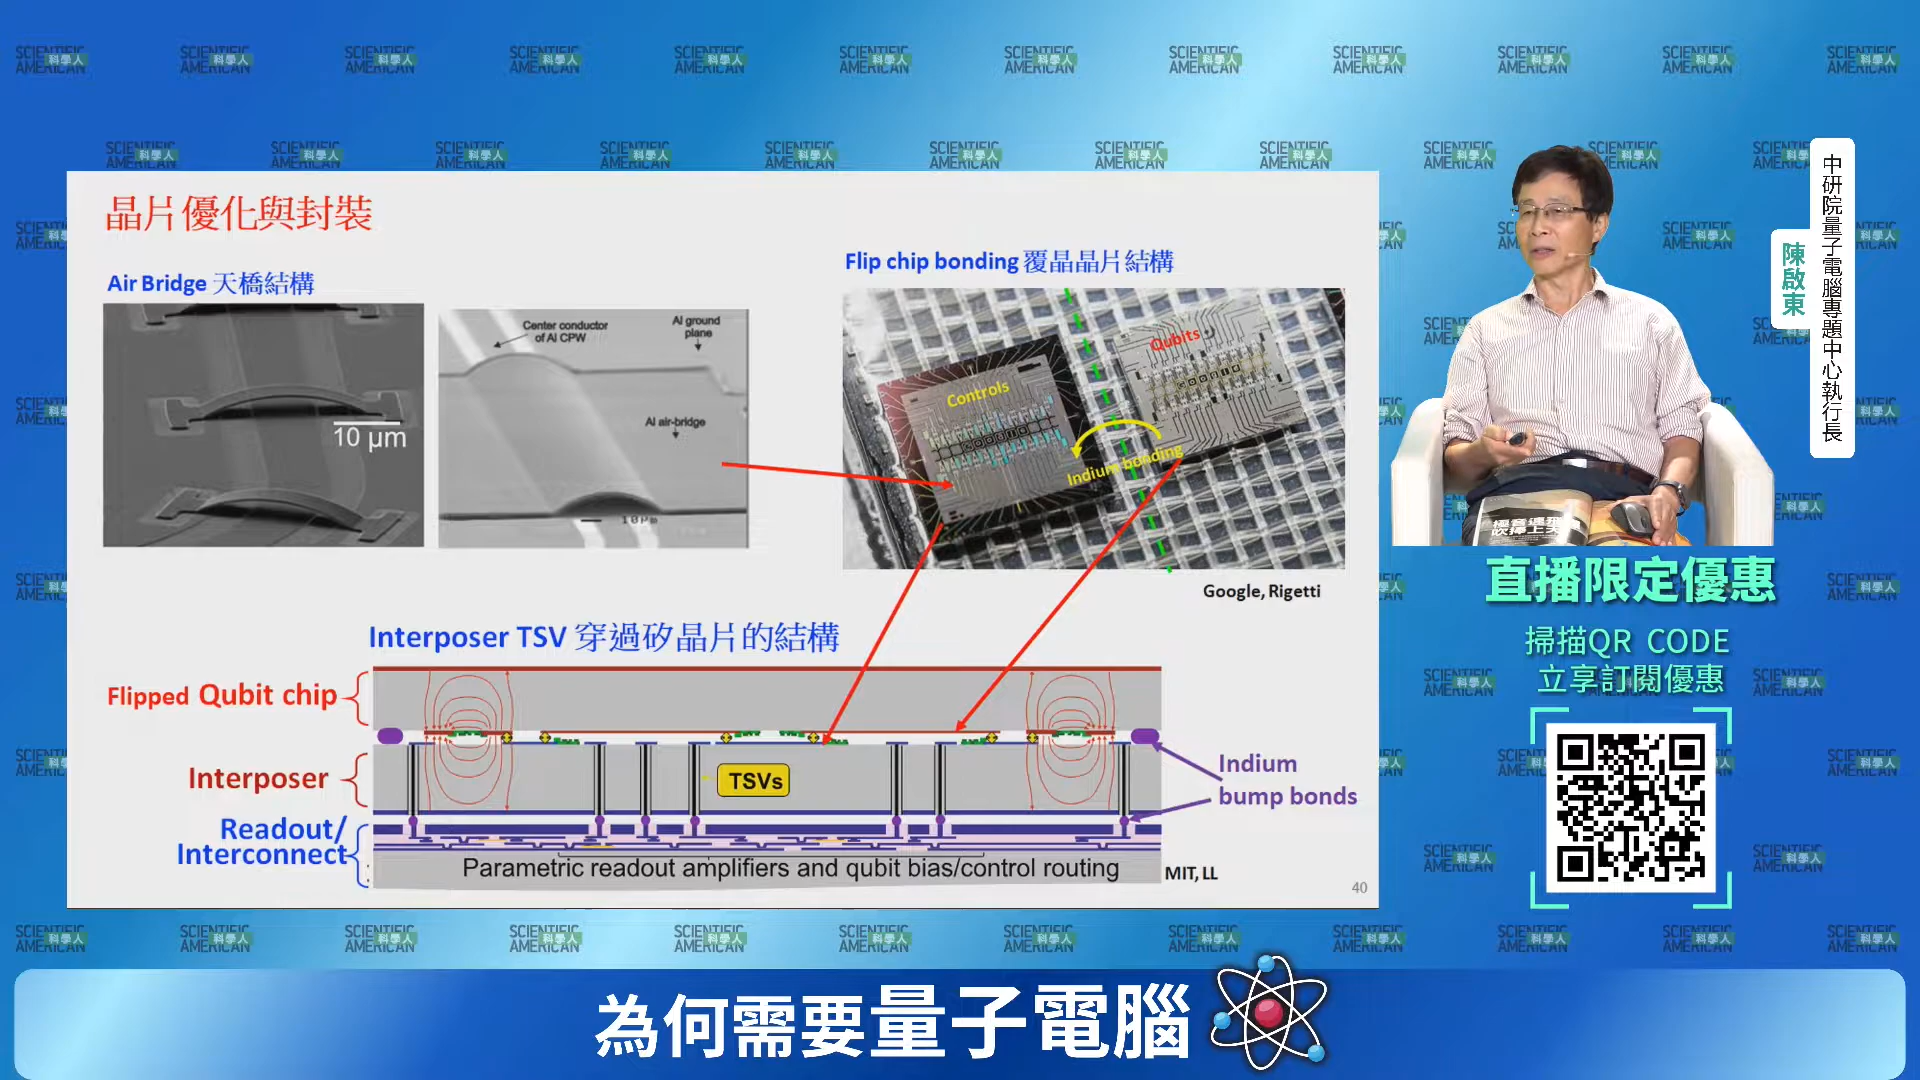 SCIENTIFIC AMERICAN 科學人
晶片優化與封裝
Air Bridge 天橋結構
10 μm
Center conductor
of Al CPW
Al ground
plane
Al air-bridge
10μm
Flip chip bonding 覆晶晶片結構
Controls
Google
Qubits
Google
Indium bonding
Google, Rigetti
Interposer TSV 穿過矽晶片的結構
Flipped Qubit chip
Interposer
TSVs
Readout/
Interconnect
Indium
bump bonds
Parametric readout amplifiers and qubit bias/control routing
MIT, LL
40
中研院量子電腦專題中心執行長
陳啟東
直播限定優惠
掃描QR CODE
立享訂閱優惠
為何需要量子電腦